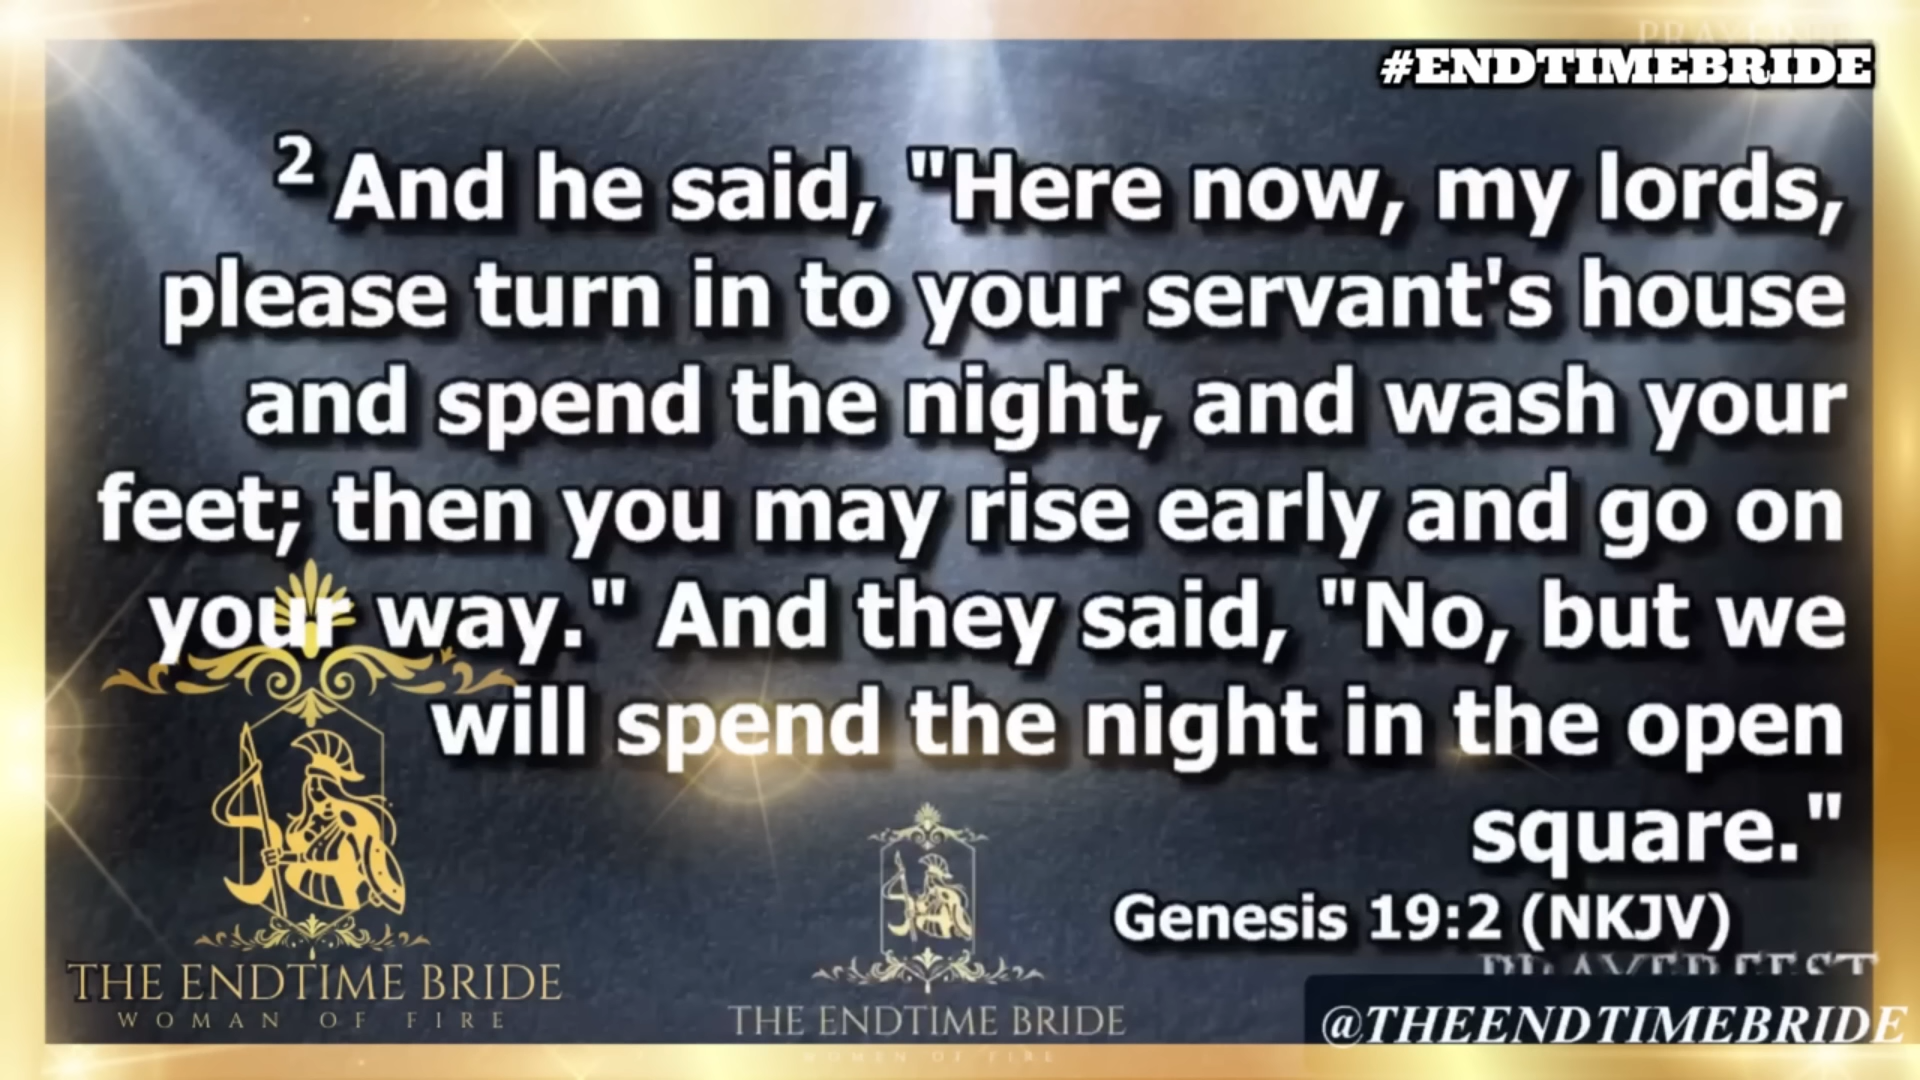 #ENDTIMEBRIDE
2 And he said, "Here now, my lords,
please turn in to your servant's house
and spend the night, and wash your
feet; then you may rise early and go on
your way." And they said, "No, but we
will spend the night in the open
square."
Genesis 19:2 (NKJV)
PRAYER FEST
@THEENDTIMEBRIDE
THE ENDTIME BRIDE
WOMAN OF FIRE
THE ENDTIME BRIDE
WOMEN OF FIRE